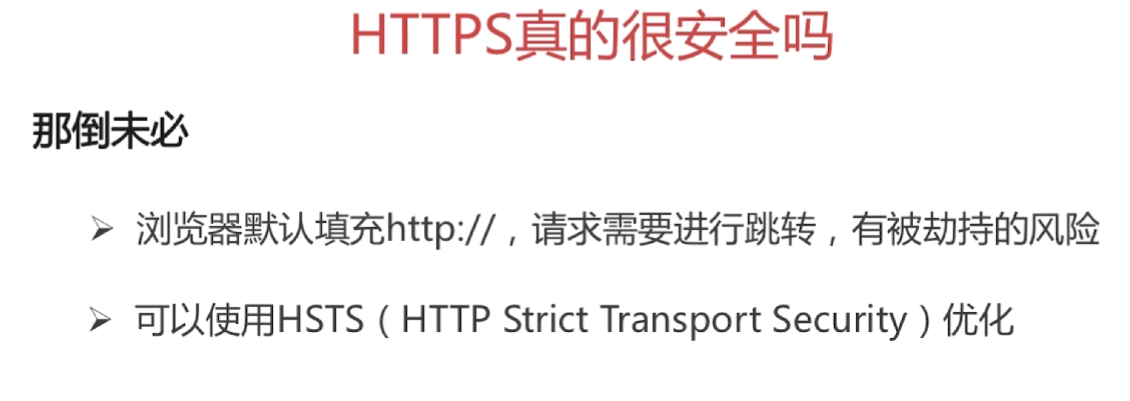 HTTPS真的很安全吗
那倒未必
➢ 浏览器默认填充http://，请求需要进行跳转，有被劫持的风险
➢ 可以使用HSTS（HTTP Strict Transport Security）优化